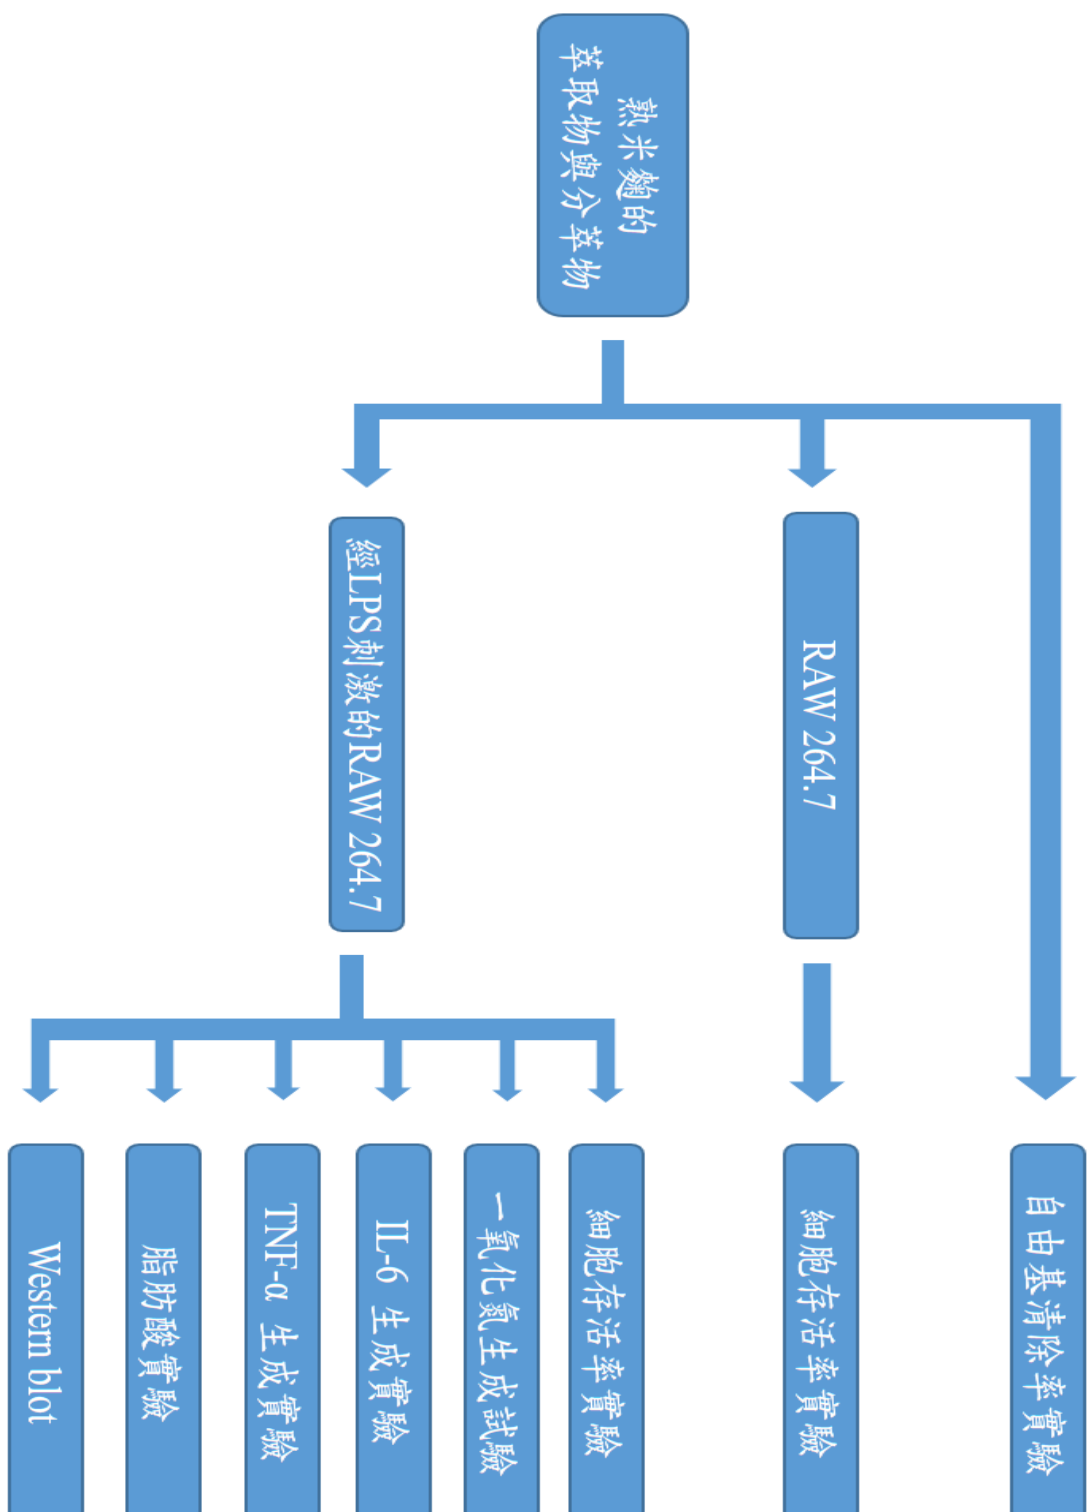 熟米麴的
萃取物與分萃物
自由基清除率實驗
RAW 264.7
細胞存活率實驗
經LPS刺激的RAW 264.7
細胞存活率實驗
一氧化氮生成試驗
IL-6 生成實驗
TNF-α 生成實驗
脂肪酸實驗
Western blot